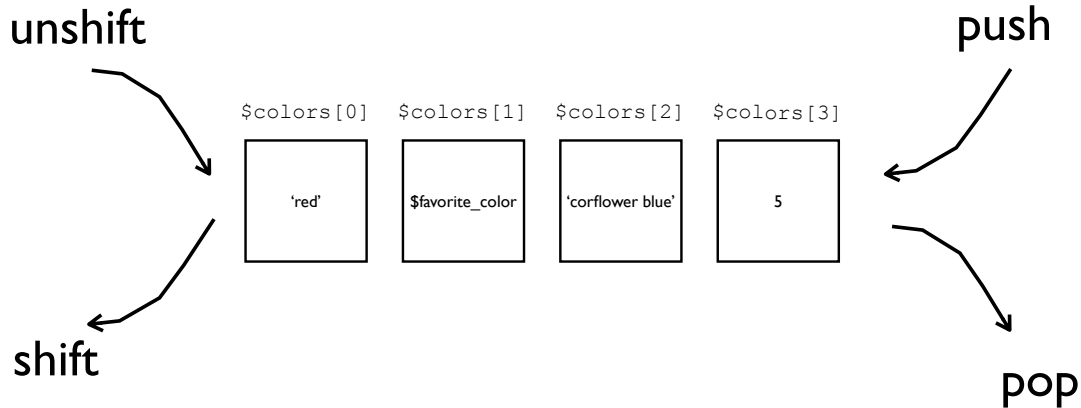 unshift
push
$colors[0] $colors[1] $colors[2] $colors[3]
‘red’ $favorite_color ‘corflower blue’ 5
shift
pop